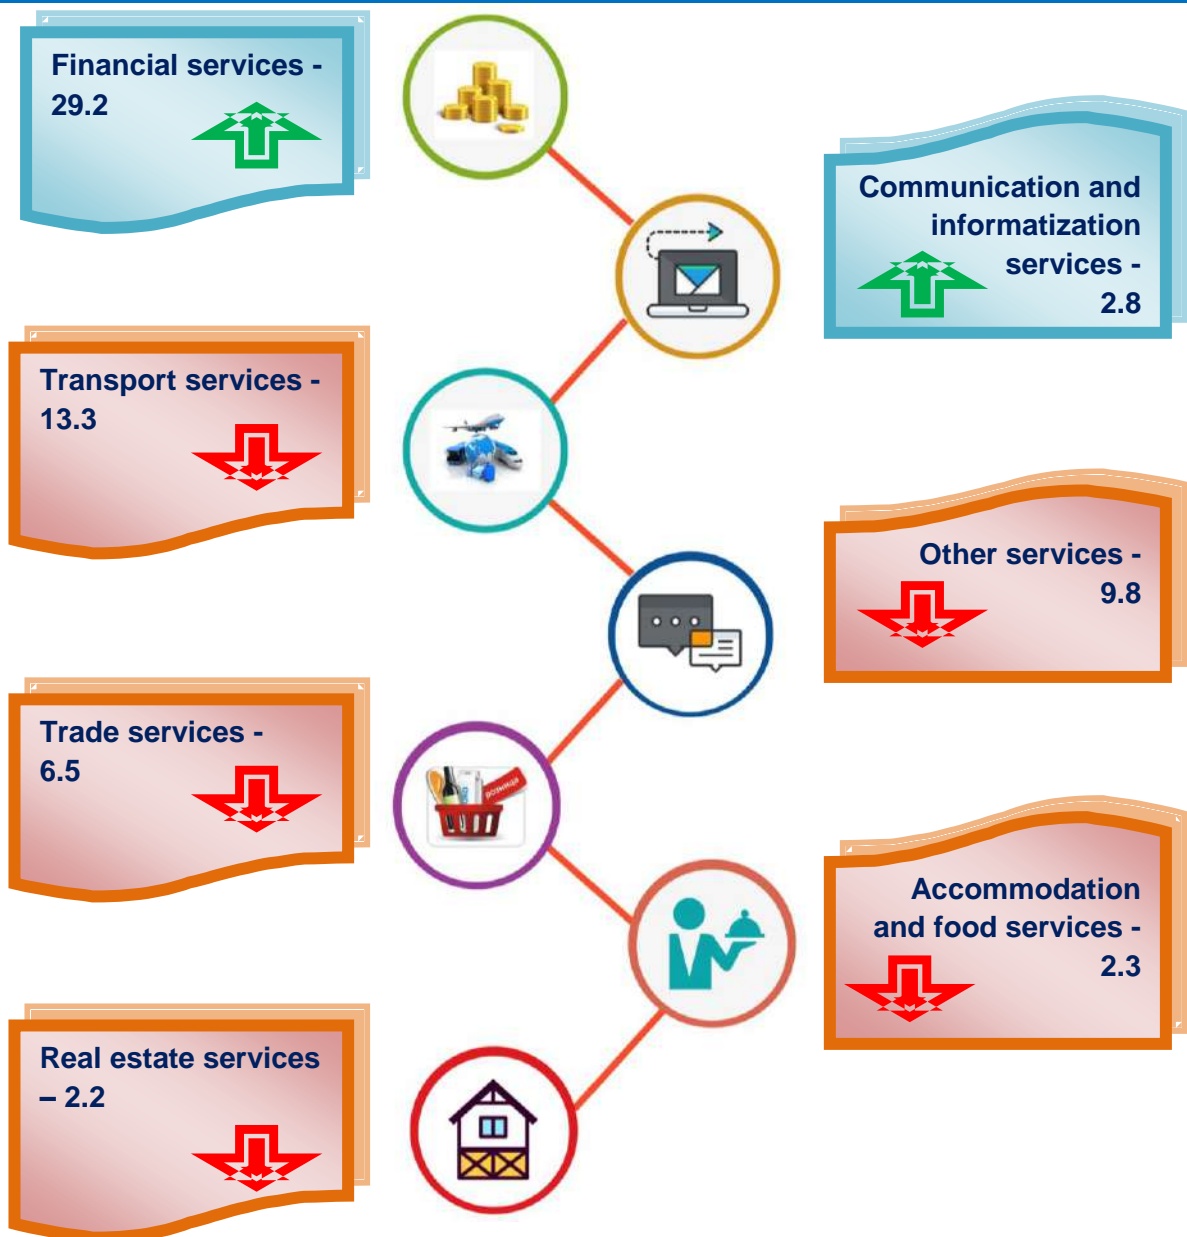 Financial services -
29.2
Communication and
informatization
services -
2.8
Transport services -
13.3
Other services -
9.8
Trade services -
6.5
Accommodation
and food services -
2.3
Real estate services
– 2.2